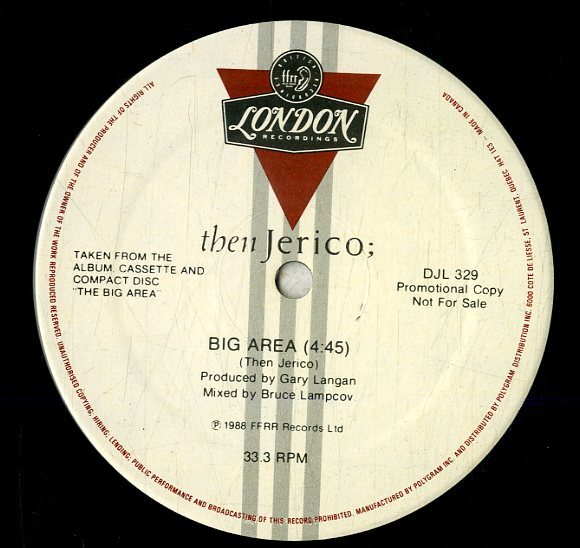 BRITISH RECORDINGS
ffrr
LONDON
RECORDINGS
then Jerico;
TAKEN FROM THE
ALBUM, CASSETTE AND
COMPACT DISC
"THE BIG AREA"
DJL 329
Promotional Copy
Not For Sale
BIG AREA (4:45)
(Then Jerico)
Produced by Gary Langan
Mixed by Bruce Lampcov
℗ 1988 FFRR Records Ltd
33.3 RPM
ALL RIGHTS OF THE PRODUCER AND OF THE OWNER OF THE WORK REPRODUCED RESERVED. UNAUTHORISED COPYING, HIRING, LENDING, PUBLIC PERFORMANCE AND BROADCASTING OF THIS RECORD PROHIBITED. MANUFACTURED BY POLYGRAM INC. AND DISTRIBUTED BY POLYGRAM DISTRIBUTION INC. 6000 COTE DE LIESSE, ST LAURENT, QUEBEC H4T 1E3 – MADE IN CANADA